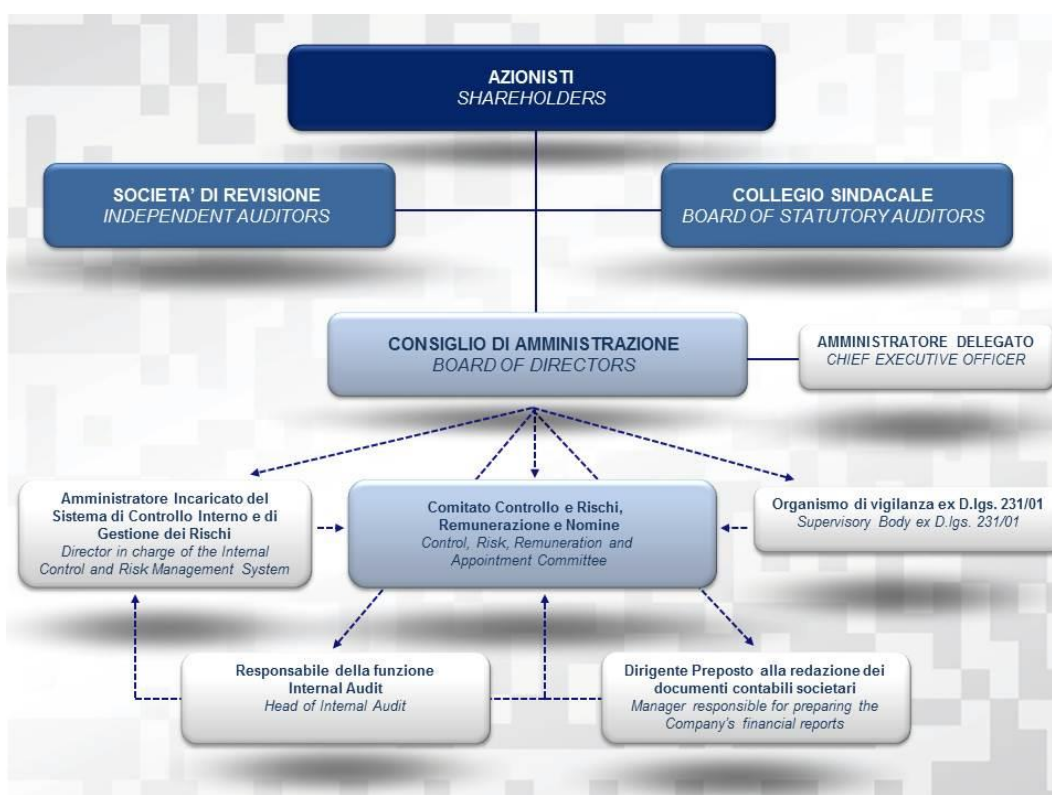 AZIONISTI
SHAREHOLDERS
SOCIETA' DI REVISIONE
INDEPENDENT AUDITORS
COLLEGIO SINDACALE
BOARD OF STATUTORY AUDITORS
CONSIGLIO DI AMMINISTRAZIONE
BOARD OF DIRECTORS
AMMINISTRATORE DELEGATO
CHIEF EXECUTIVE OFFICER
Amministratore Incaricato del
Sistema di Controllo Interno e di
Gestione dei Rischi
Director in charge of the Internal
Control and Risk Management System
Comitato Controllo e Rischi,
Remunerazione e Nomine
Control, Risk, Remuneration and
Appointment Committee
Organismo di vigilanza ex D.lgs. 231/01
Supervisory Body ex D.lgs. 231/01
Responsabile della funzione
Internal Audit
Head of Internal Audit
Dirigente Preposto alla redazione dei
documenti contabili societari
Manager responsible for preparing the
Company's financial reports